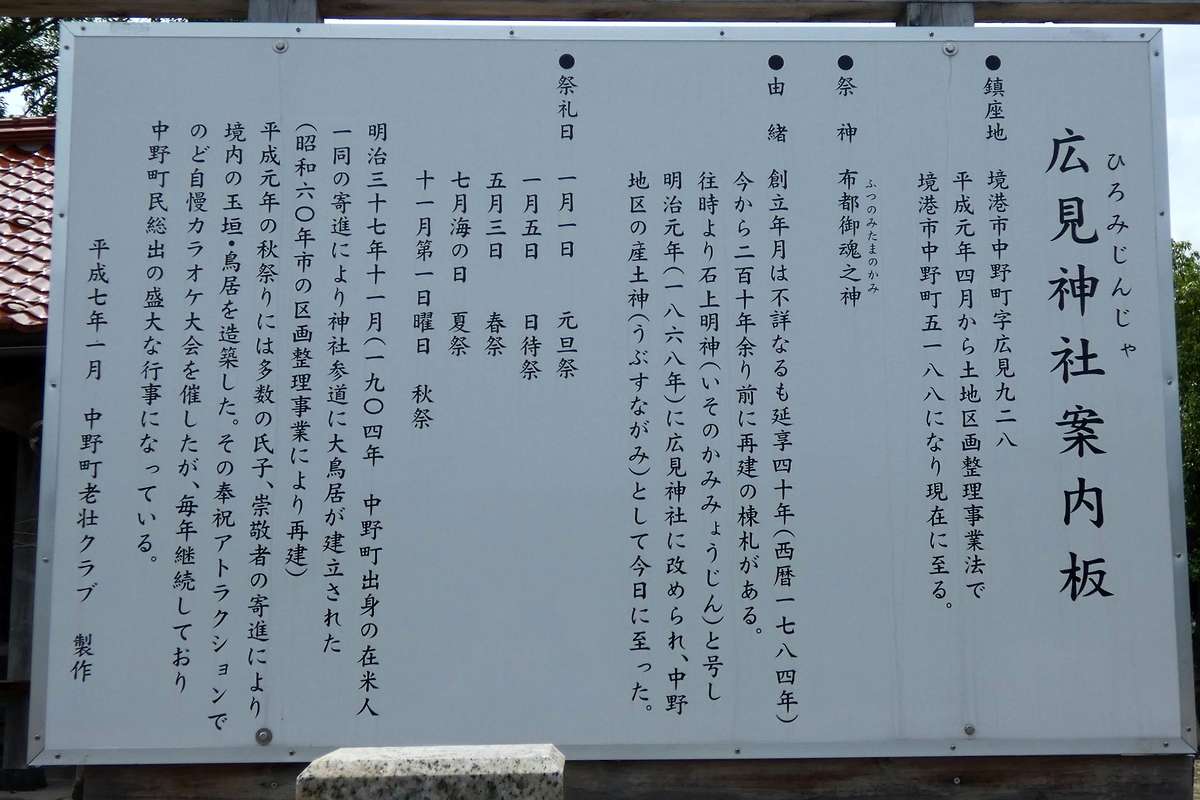 ひろみじんじゃ
広見神社案内板
●鎮座地 境港市中野町字広見九二八
平成元年四月から土地区画整理事業法で
境港市中野町五一八八になり現在に至る。
ふつのみたまのかみ
●祭 神 布都御魂之神
●由 緒 創立年月は不詳なるも延享四十年(西暦一七八四年)
今から二百十年余り前に再建の棟札がある。
往時より石上明神(いそのかみみょうじん)と号し
明治元年(一八六八年)に広見神社に改められ、中野
地区の産土神(うぶすながみ)として今日に至った。
●祭礼日 一月一日 元旦祭
一月五日 日待祭
五月三日 春祭
七月海の日 夏祭
十一月第一日曜日 秋祭
明治三十七年十一月(一九〇四年 中野町出身の在米人
一同の寄進により神社参道に大鳥居が建立された
(昭和六〇年市の区画整理事業により再建)
平成元年の秋祭りには多数の氏子、崇敬者の寄進により
境内の玉垣・鳥居を造築した。その奉祝アトラクションで
のど自慢カラオケ大会を催したが、毎年継続しており
中野町民総出の盛大な行事になっている。
平成七年一月 中野町老壮クラブ 製作